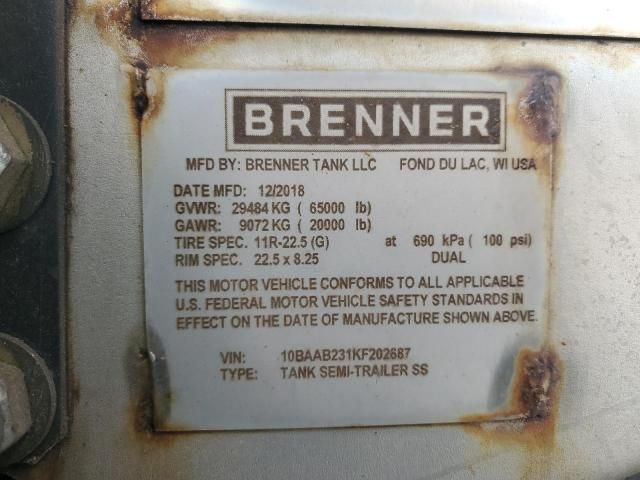 BRENNER
MFD BY: BRENNER TANK LLC FOND DU LAC, WI USA
DATE MFD: 12/2018
GVWR: 29484 KG ( 65000 lb)
GAWR: 9072 KG ( 20000 lb)
TIRE SPEC. 11R-22.5 (G) at 690 kPa ( 100 psi)
RIM SPEC. 22.5 x 8.25 DUAL
THIS MOTOR VEHICLE CONFORMS TO ALL APPLICABLE
U.S. FEDERAL MOTOR VEHICLE SAFETY STANDARDS IN
EFFECT ON THE DATE OF MANUFACTURE SHOWN ABOVE.
VIN: 10BAAB231KF202687
TYPE: TANK SEMI-TRAILER SS